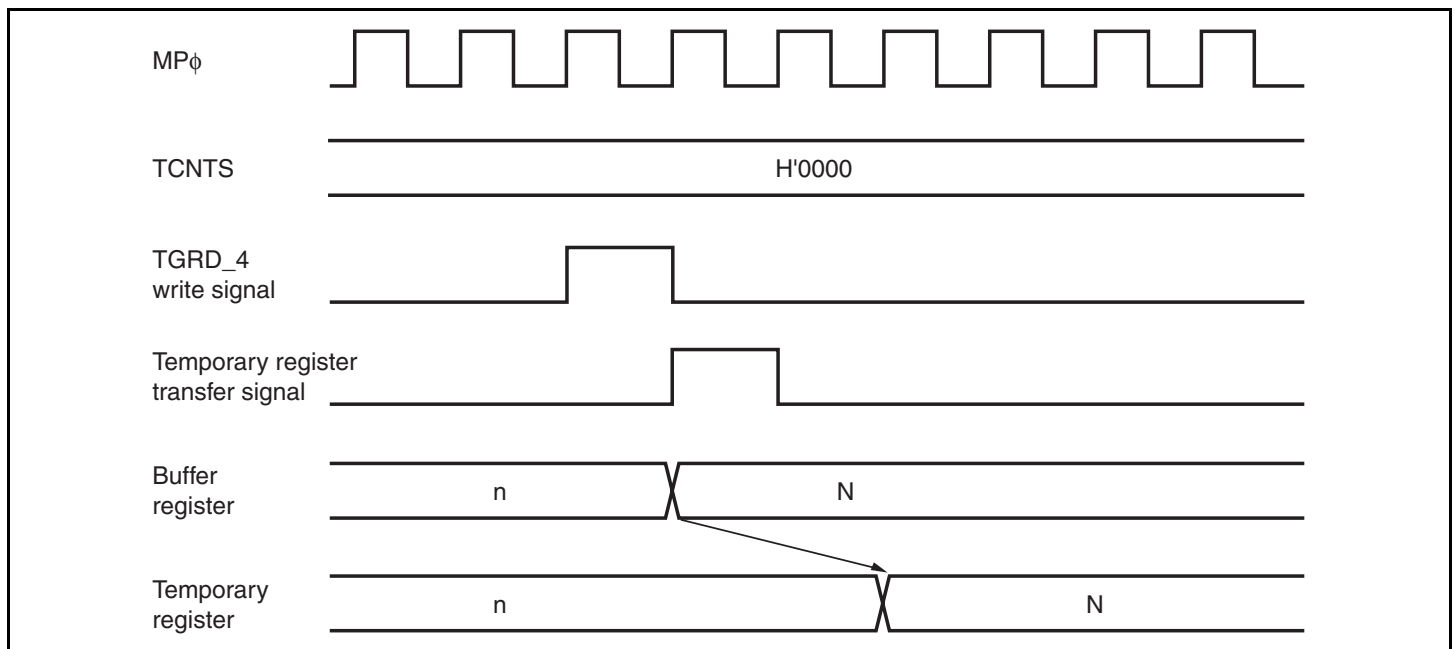 MPφ
TCNTS
H'0000
TGRD_4
write signal
Temporary register
transfer signal
Buffer
register
n
N
Temporary
register
n
N